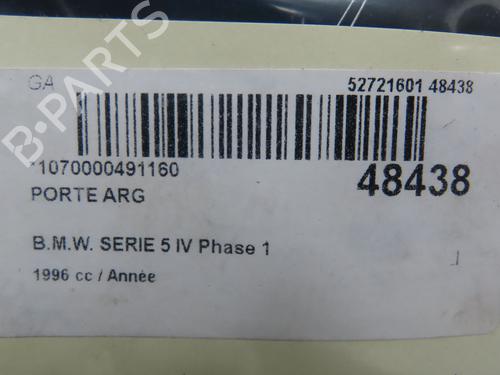 GA
52721601 48438
*1070000491160
48438
PORTE ARG
B.M.W. SERIE 5 IV Phase 1
1996 cc / Année
B-PARTS